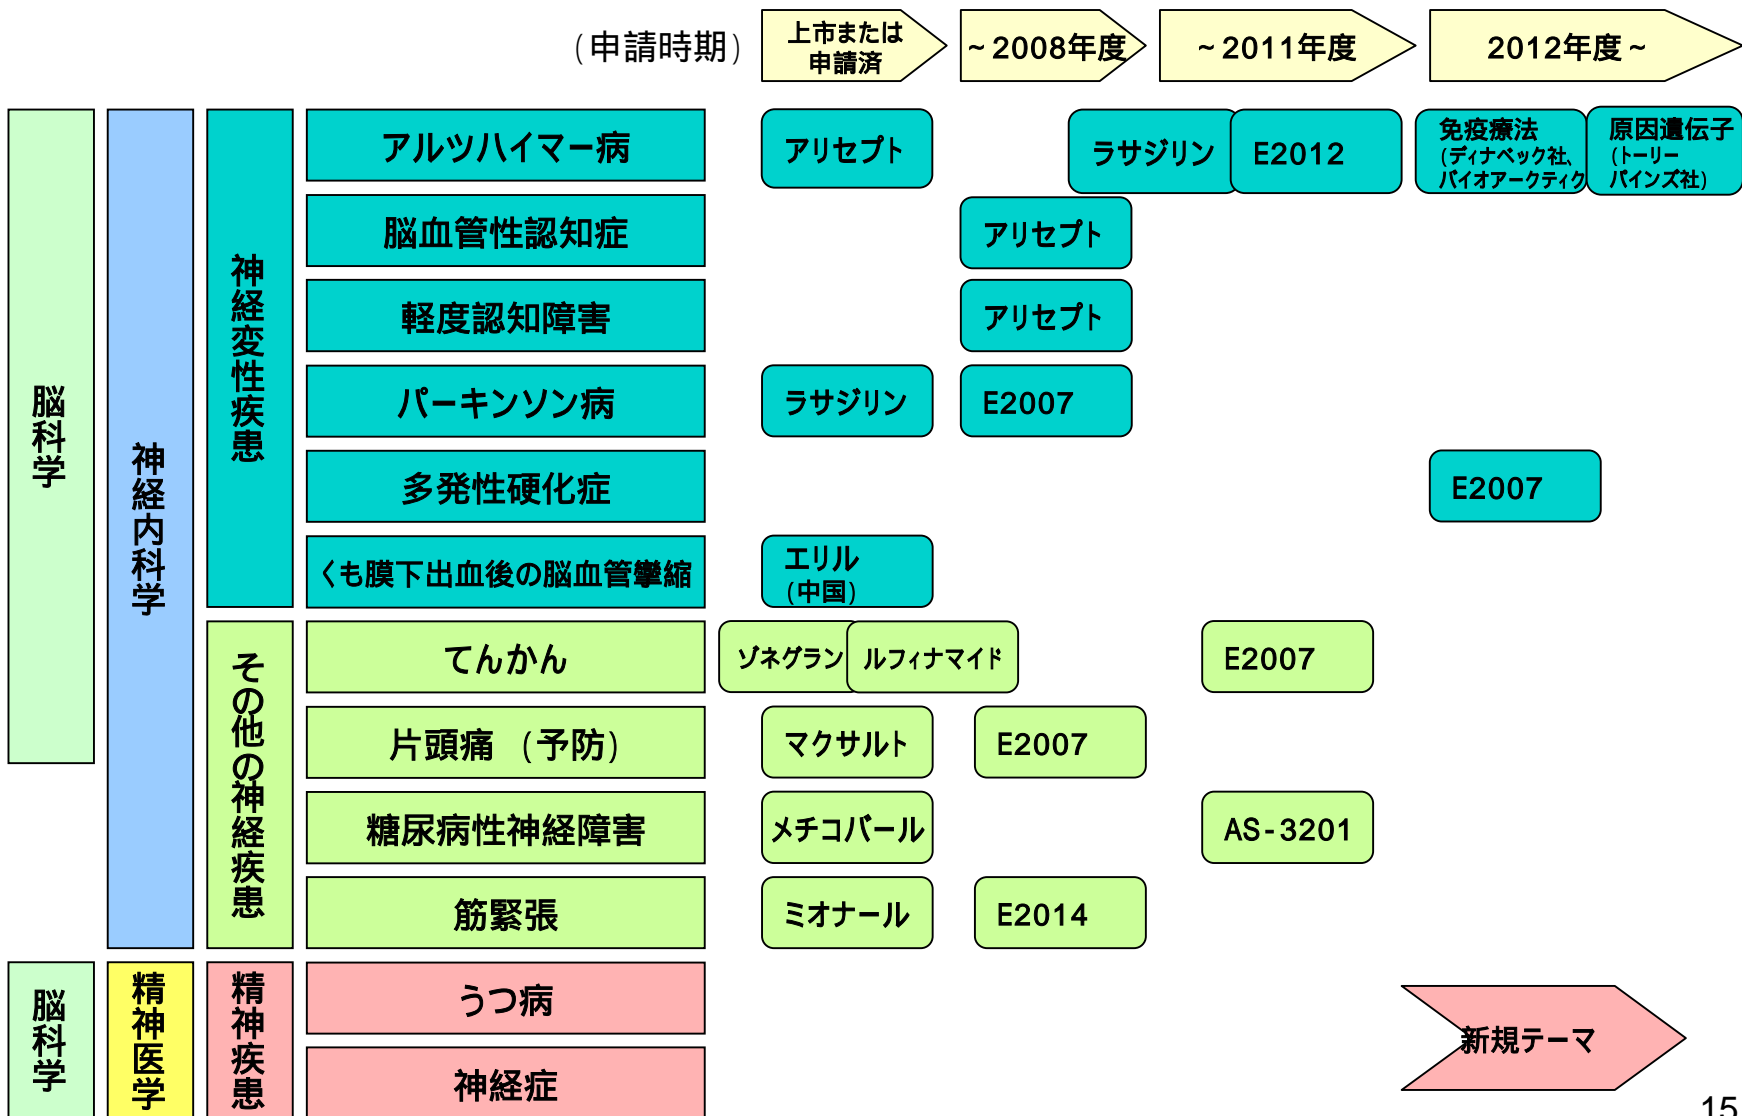 (申請時期)
上市または
申請済
~2008年度
~2011年度
2012年度~
脳科学
神経内科学
神経変性疾患
アルツハイマー病
アリセプト
ラサジリン
E2012
免疫療法
(ディナベック社、
バイオアークティク
原因遺伝子
(トーリー
パインズ社)
脳血管性認知症
アリセプト
軽度認知障害
アリセプト
パーキンソン病
ラサジリン
E2007
多発性硬化症
E2007
くも膜下出血後の脳血管攣縮
エリル
(中国)
その他の神経疾患
てんかん
ゾネグラン
ルフィナマイド
E2007
片頭痛 (予防)
マクサルト
E2007
糖尿病性神経障害
メチコバール
AS-3201
筋緊張
ミオナール
E2014
脳科学
精神医学
精神疾患
うつ病
神経症
新規テーマ
15